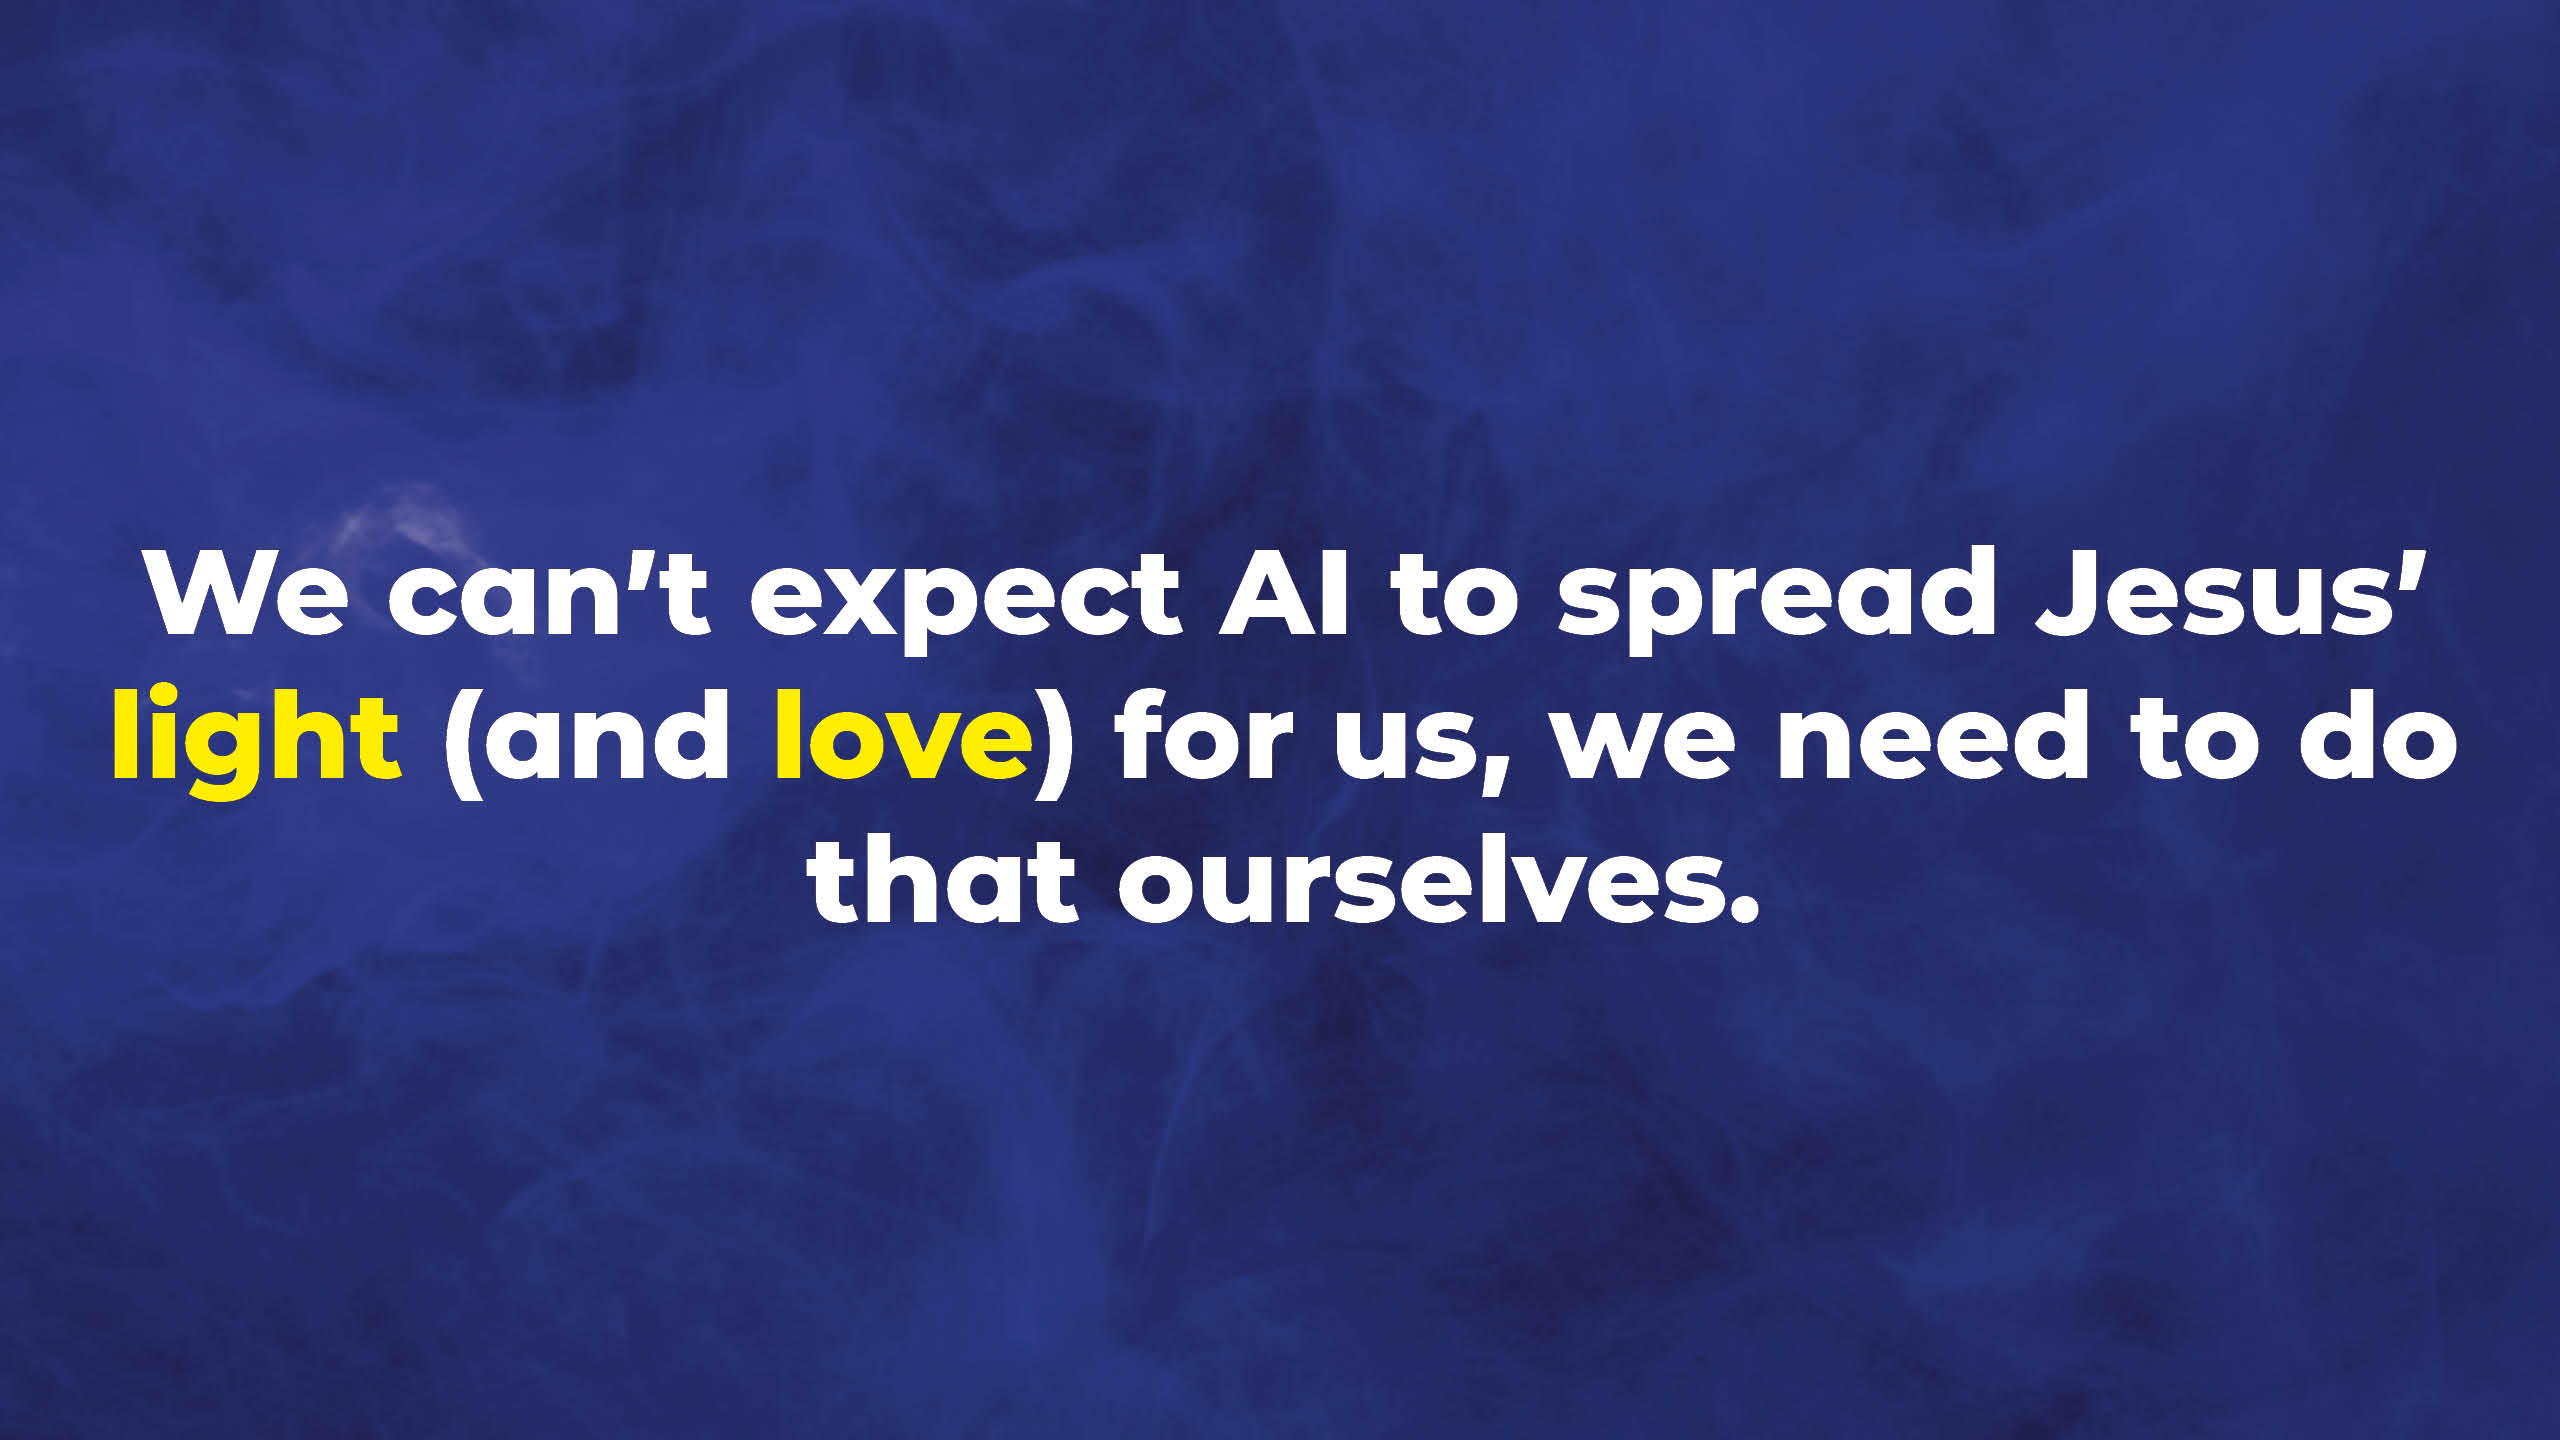 We can’t expect AI to spread Jesus’
light (and love) for us, we need to do
that ourselves.